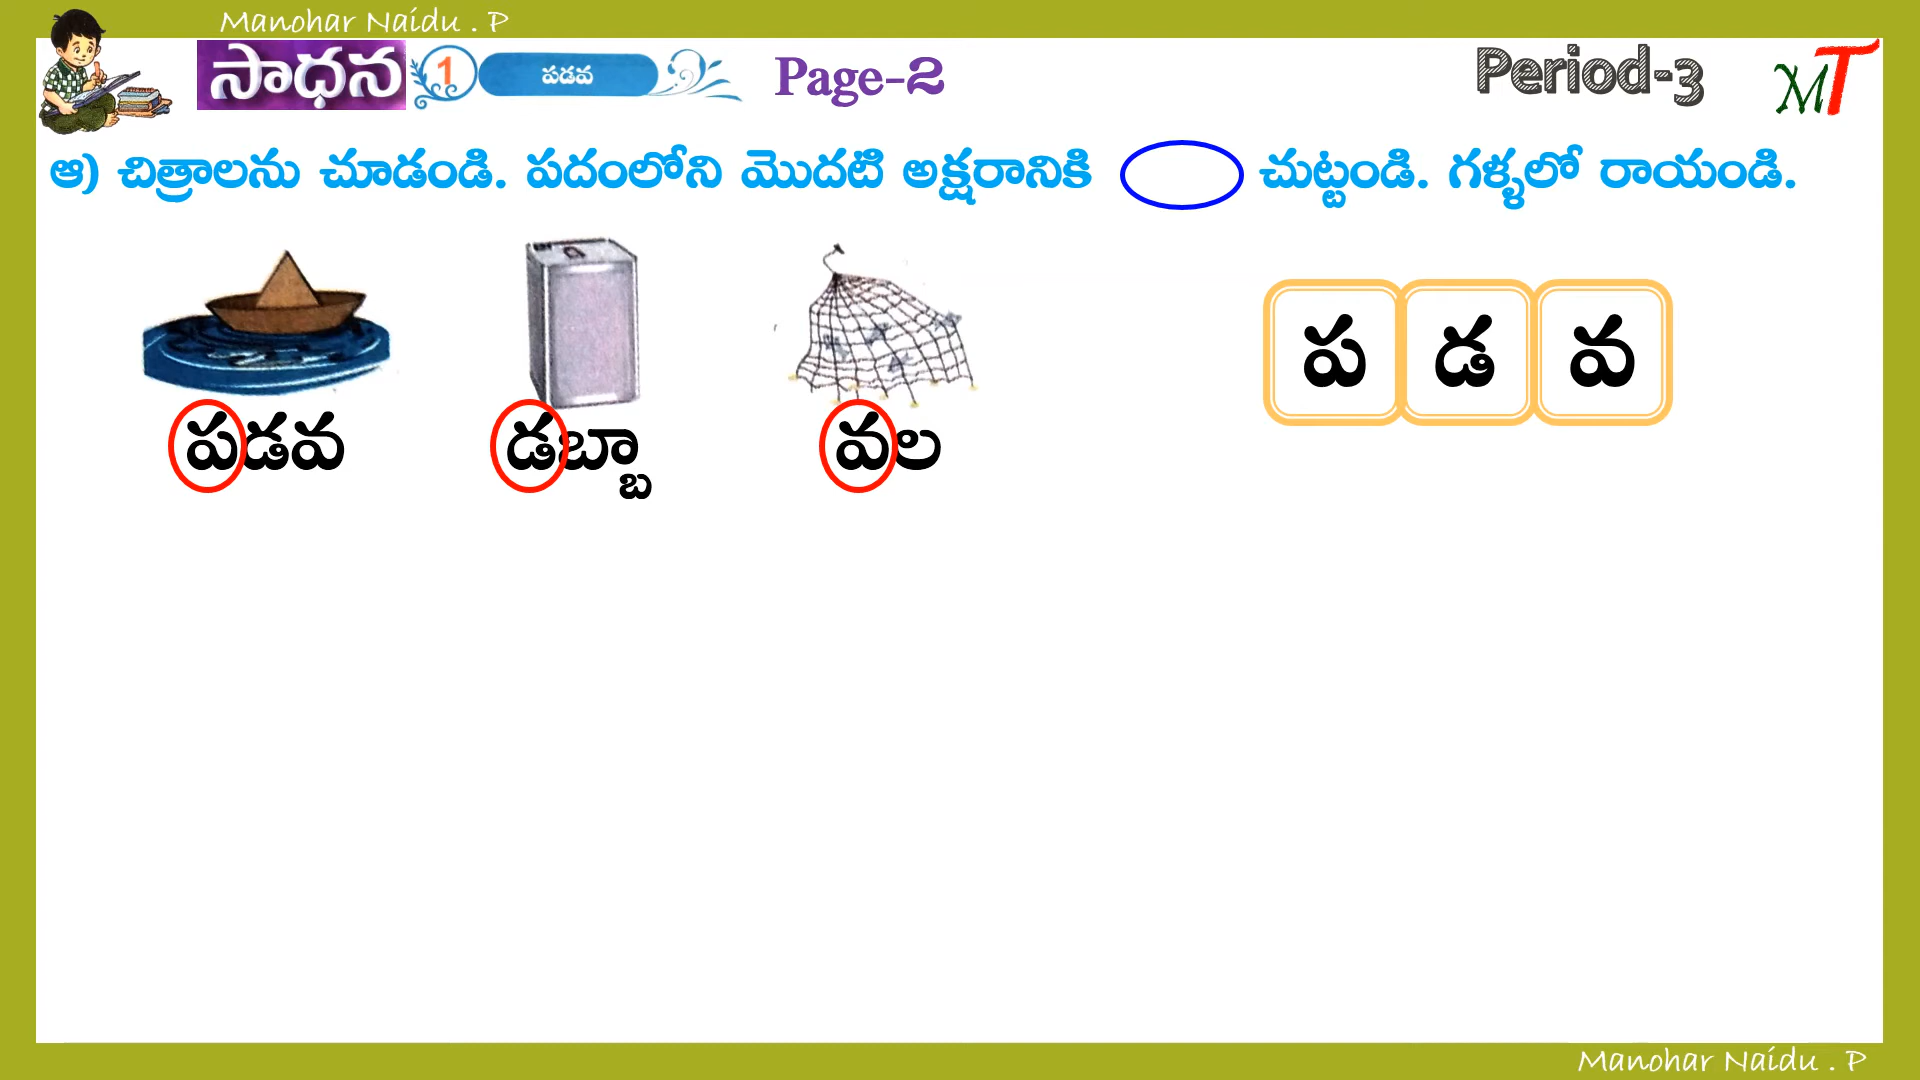 Manohar Naidu . P
సాధన 1 పడవ Page-2 Period-3 MT
ఆ) చిత్రాలను చూడండి. పదంలోని మొదటి అక్షరానికి చుట్టండి. గళ్ళలో రాయండి.
ప డ వ
పడవ డబ్బా వల
Manohar Naidu . P